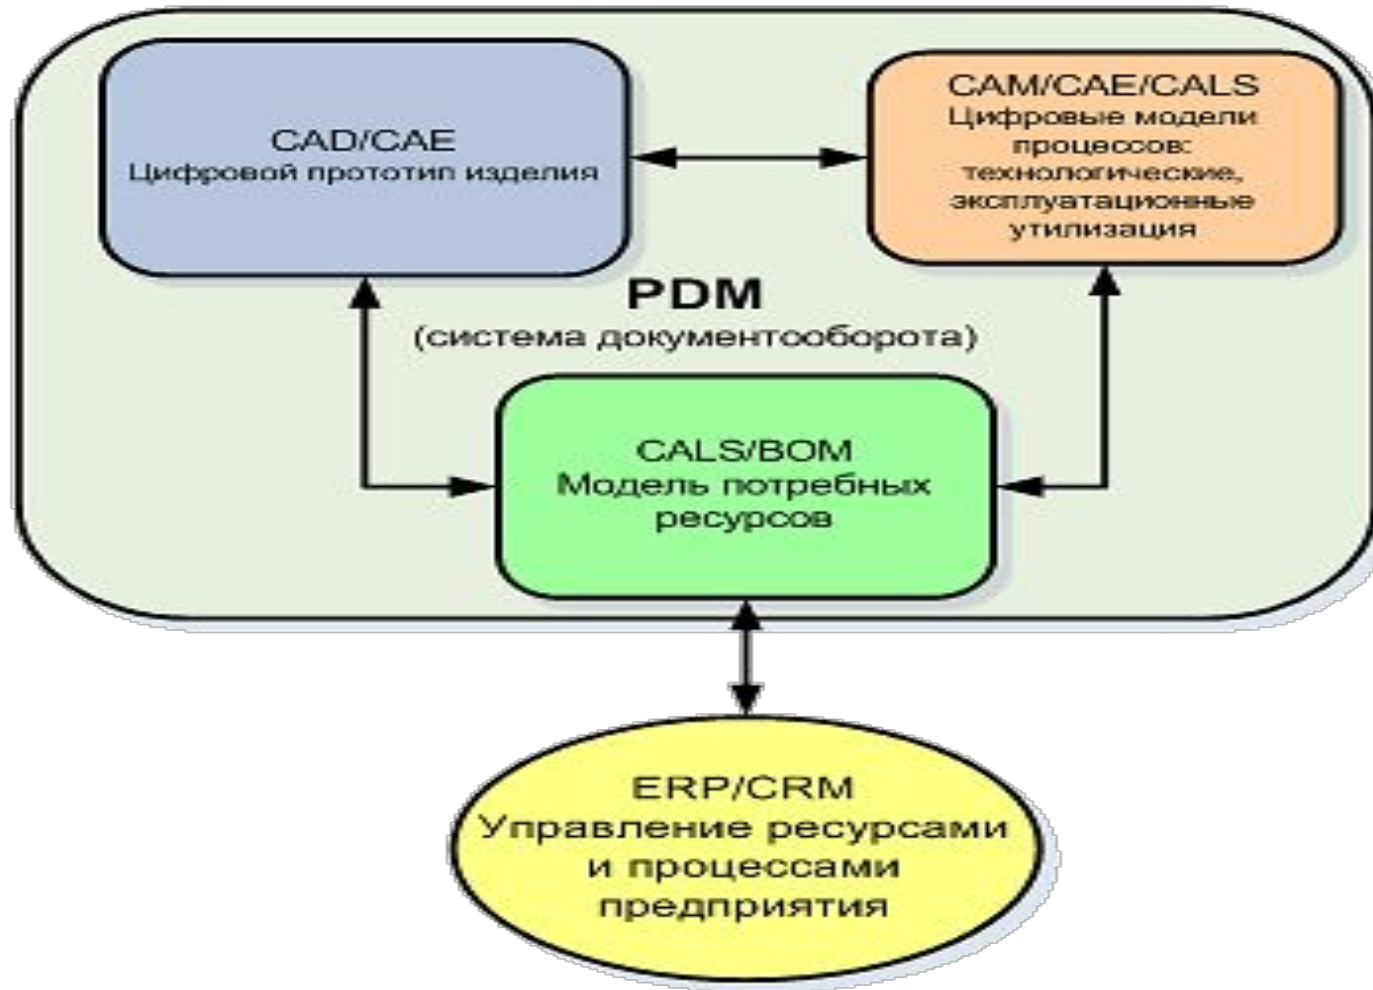 CAD/CAE
Цифровой прототип изделия
CAM/CAE/CALS
Цифровые модели
процессов:
технологические,
эксплуатационные
утилизация
PDM
(система документооборота)
CALS/BOM
Модель потребных
ресурсов
ERP/CRM
Управление ресурсами
и процессами
предприятия